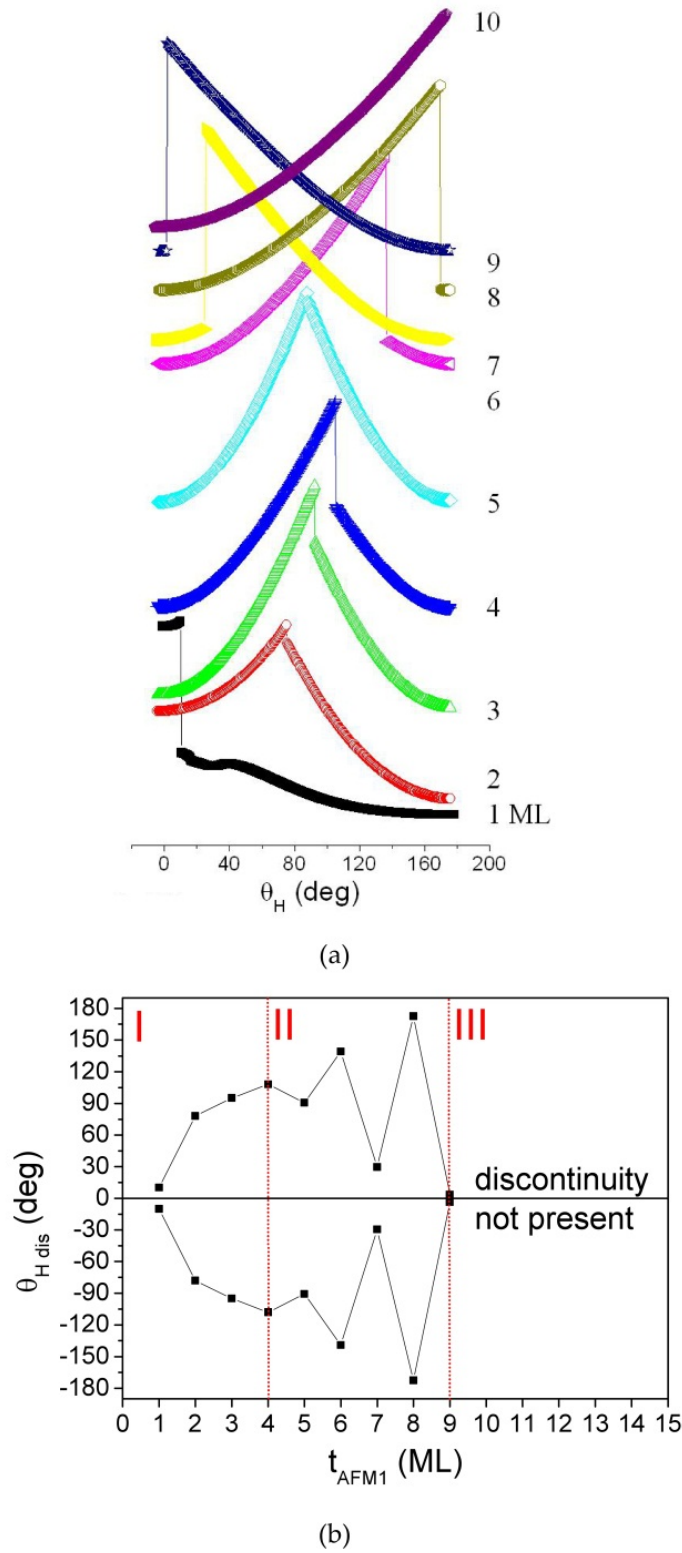 10
9
8
7
6
5
4
3
2
1 ML
0 40 80 120 160 200
θH (deg)
(a)
180
150
120
90
60
30
0
-30
-60
-90
-120
-150
-180
I II III
discontinuity
not present
θH dis (deg)
0 1 2 3 4 5 6 7 8 9 10 11 12 13 14 15
tAFM1 (ML)
(b)